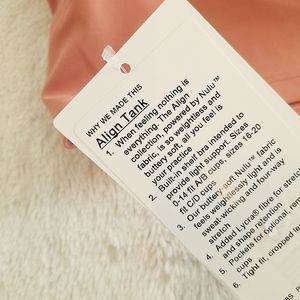 WHY WE MADE THIS
Align Tank
1. When feeling nothing is
everything. The Align
collection, powered by Nulu™
fabric, is so weightless and
buttery soft, all you feel is
your practice
2. Built-in shelf bra intended to
provide light support. Sizes
0-14 fit A/B cups, sizes 16-20
fit C/D cups
3. Our buttery-soft Nulu™ fabric
feels weightlessly light and is
sweat-wicking and four-way
stretch
4. Added Lycra® fibre for stretch
and shape retention
5. Pockets for optional, rem
cups
6. Tight fit, cropped len